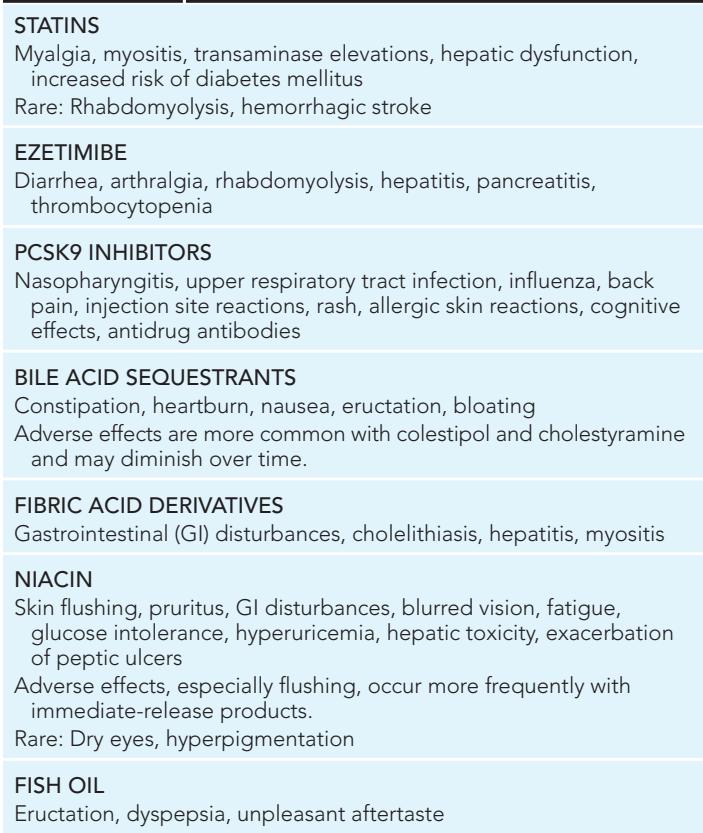 STATINS
Myalgia, myositis, transaminase elevations, hepatic dysfunction,
increased risk of diabetes mellitus
Rare: Rhabdomyolysis, hemorrhagic stroke
EZETIMIBE
Diarrhea, arthralgia, rhabdomyolysis, hepatitis, pancreatitis,
thrombocytopenia
PCSK9 INHIBITORS
Nasopharyngitis, upper respiratory tract infection, influenza, back
pain, injection site reactions, rash, allergic skin reactions, cognitive
effects, antidrug antibodies
BILE ACID SEQUESTRANTS
Constipation, heartburn, nausea, eructation, bloating
Adverse effects are more common with colestipol and cholestyramine
and may diminish over time.
FIBRIC ACID DERIVATIVES
Gastrointestinal (GI) disturbances, cholelithiasis, hepatitis, myositis
NIACIN
Skin flushing, pruritus, GI disturbances, blurred vision, fatigue,
glucose intolerance, hyperuricemia, hepatic toxicity, exacerbation
of peptic ulcers
Adverse effects, especially flushing, occur more frequently with
immediate-release products.
Rare: Dry eyes, hyperpigmentation
FISH OIL
Eructation, dyspepsia, unpleasant aftertaste